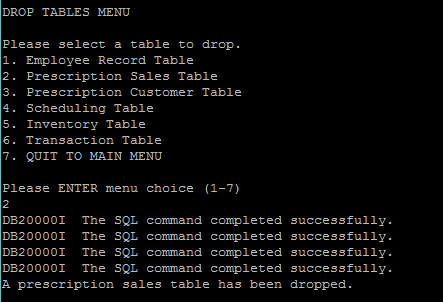 DROP TABLES MENU
Please select a table to drop.
1. Employee Record Table
2. Prescription Sales Table
3. Prescription Customer Table
4. Scheduling Table
5. Inventory Table
6. Transaction Table
7. QUIT TO MAIN MENU
Please ENTER menu choice (1-7)
2
DB20000I  The SQL command completed successfully.
DB20000I  The SQL command completed successfully.
DB20000I  The SQL command completed successfully.
DB20000I  The SQL command completed successfully.
A prescription sales table has been dropped.